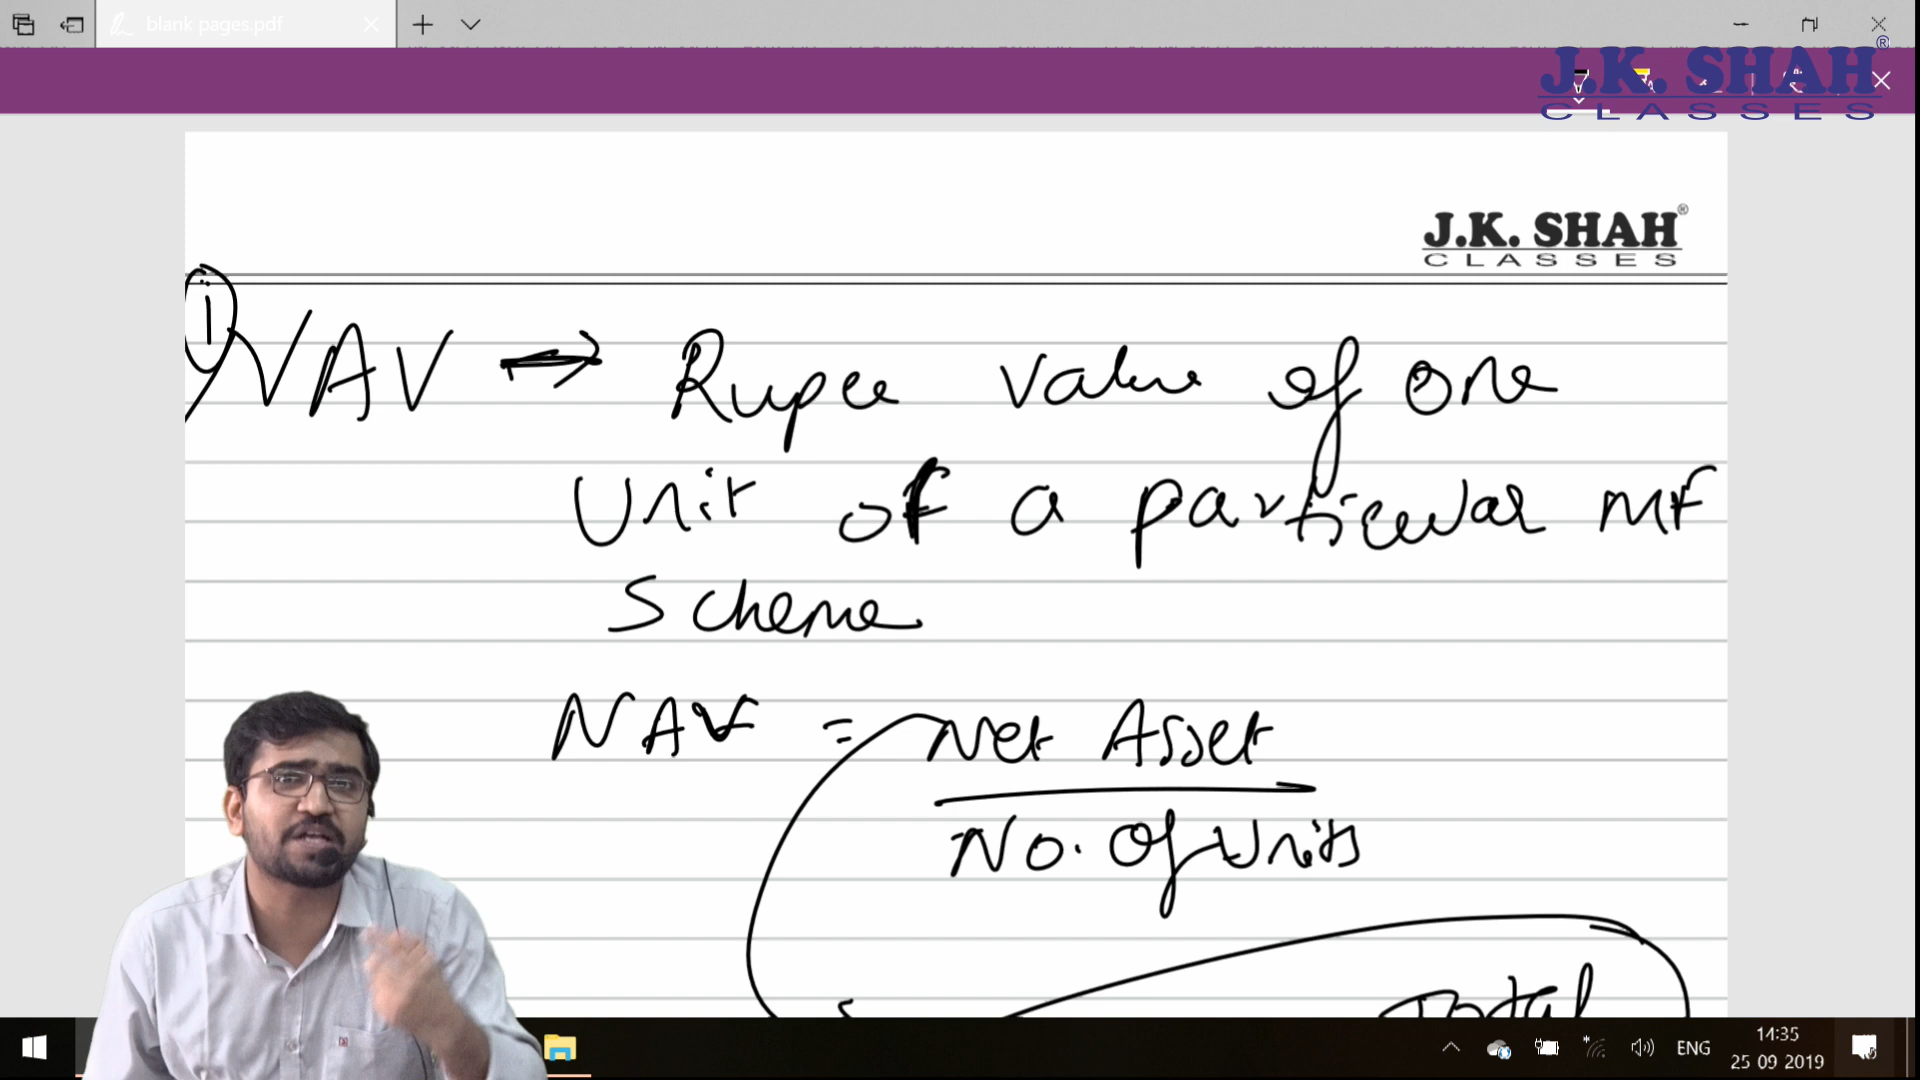 blank pages.pdf
J.K. SHAH®
CLASSES
J.K. SHAH®
CLASSES
① NAV → Rupee value of one
Unit of a particular MF
Scheme
NAV = Net Asset
No. Of Units
Total
ENG
14:35
25-09-2019